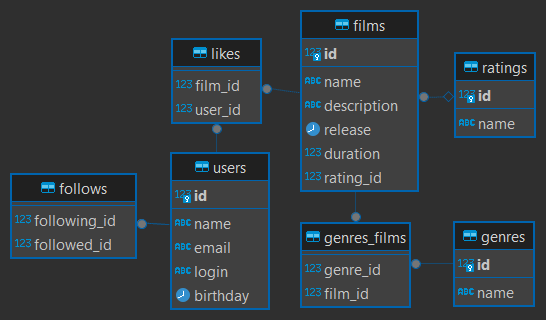 films
123 id
ABC name
ABC description
release
123 duration
123 rating_id
likes
123 film_id
123 user_id
ratings
123 id
ABC name
users
123 id
ABC name
ABC email
ABC login
birthday
follows
123 following_id
123 followed_id
genres_films
123 genre_id
123 film_id
genres
123 id
ABC name